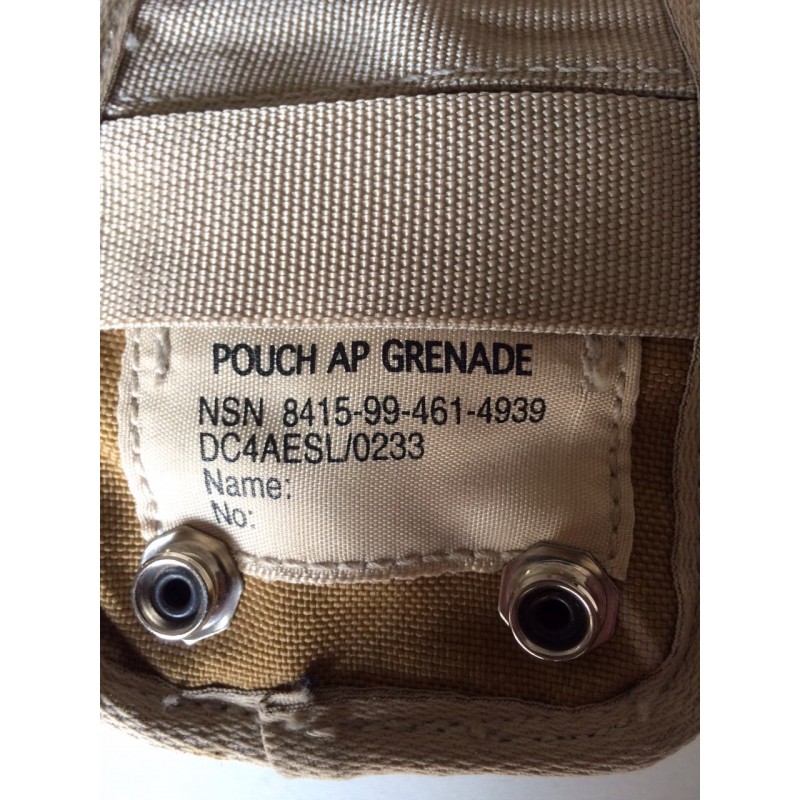 POUCH AP GRENADE
NSN 8415-99-461-4939
DC4AESL/0233
Name:
No: